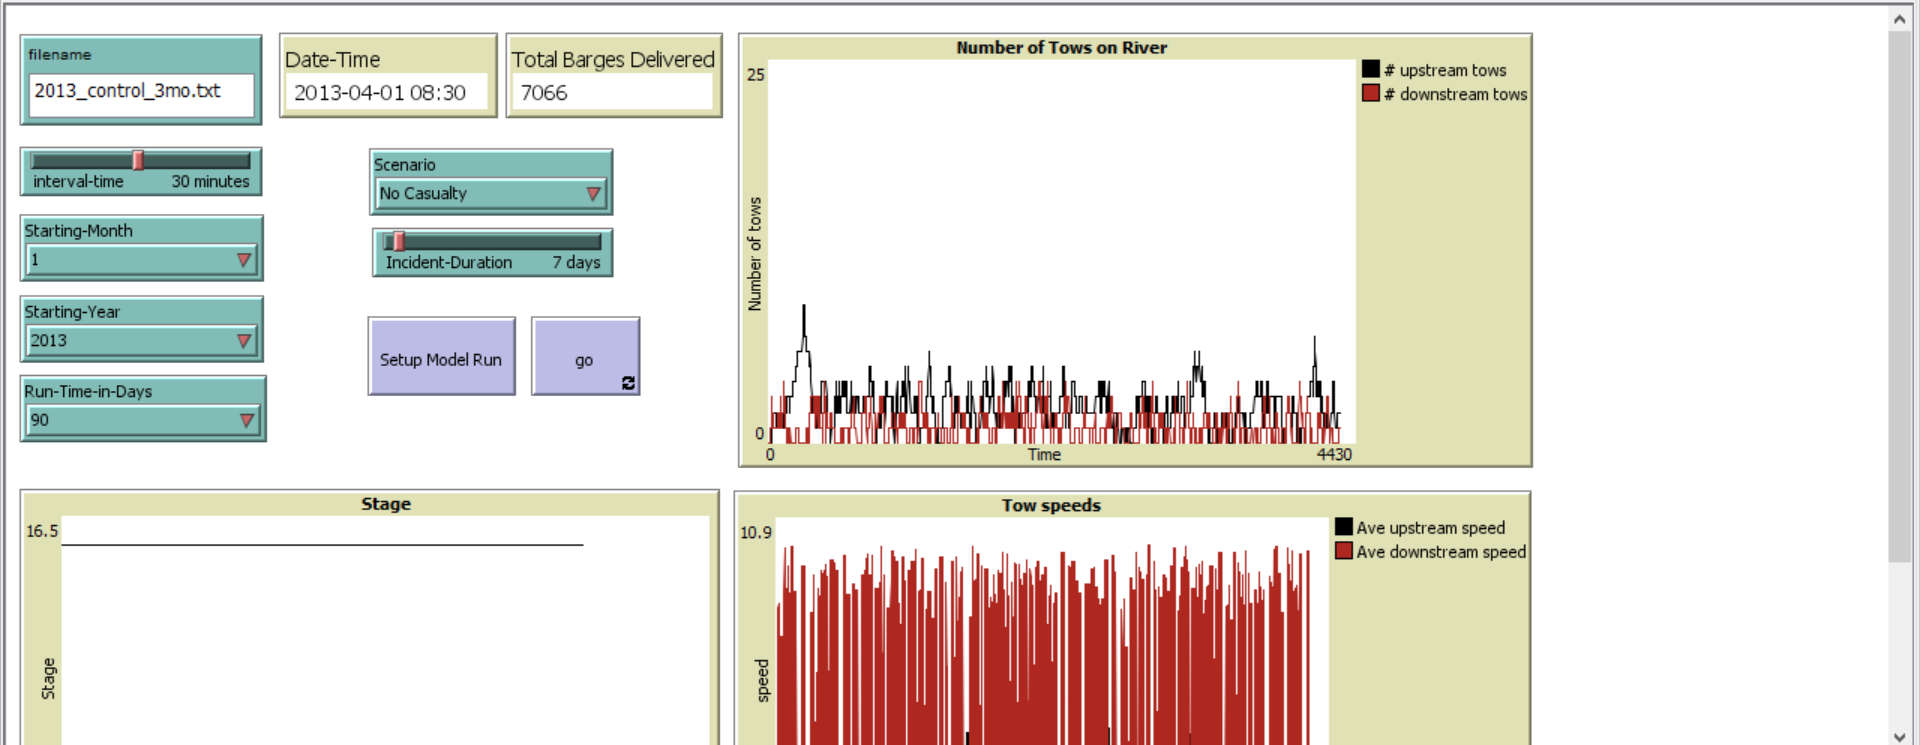 filename
2013_control_3mo.txt
Date-Time
2013-04-01 08:30
Total Barges Delivered
7066
interval-time 30 minutes
Starting-Month
1
Starting-Year
2013
Run-Time-in-Days
90
Scenario
No Casualty
Incident-Duration 7 days
Setup Model Run
go
Number of Tows on River
25
Number of tows
0
0 Time 4430
# upstream tows
# downstream tows
Stage
16.5
Stage
Tow speeds
10.9
speed
Ave upstream speed
Ave downstream speed